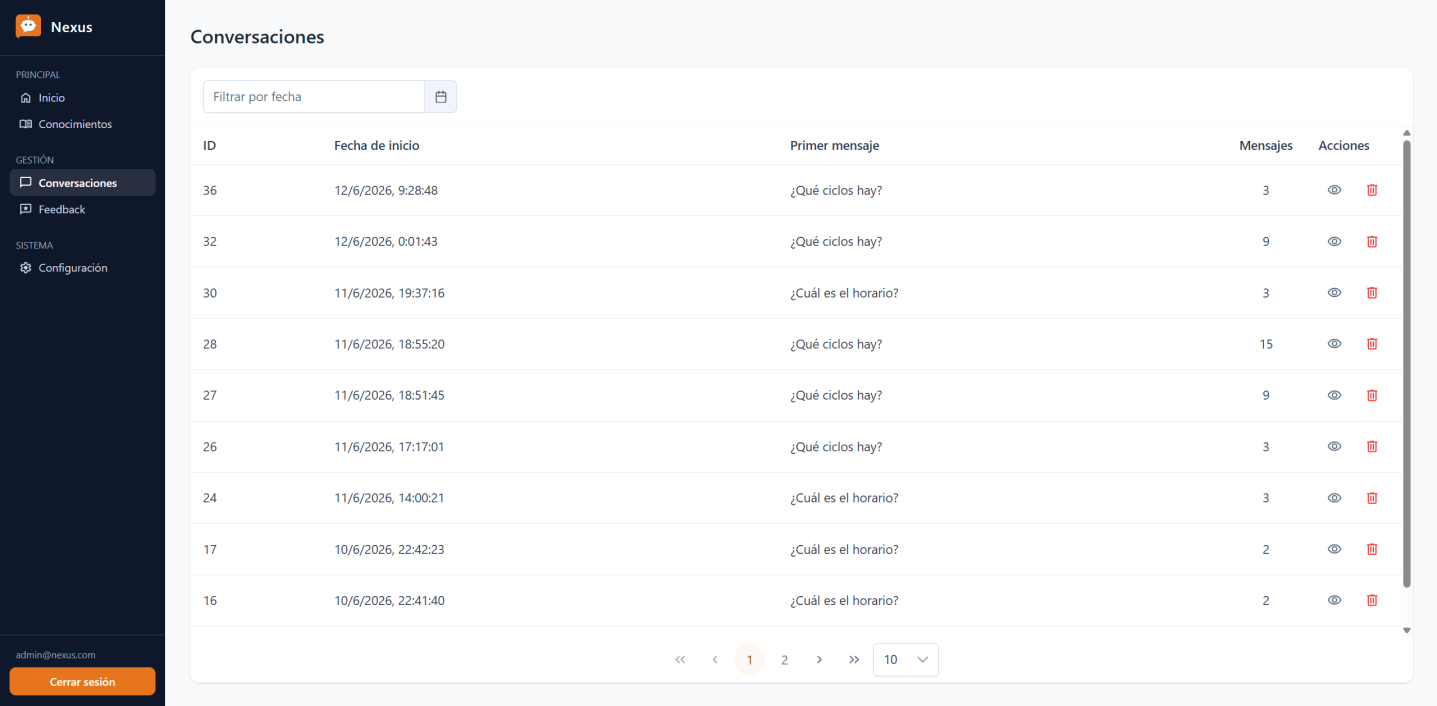 Nexus
PRINCIPAL
Inicio
Conocimientos
GESTIÓN
Conversaciones
Feedback
SISTEMA
Configuración
admin@nexus.com
Cerrar sesión
Conversaciones
Filtrar por fecha
ID Fecha de inicio Primer mensaje Mensajes Acciones
36 12/6/2026, 9:28:48 ¿Qué ciclos hay? 3
32 12/6/2026, 0:01:43 ¿Qué ciclos hay? 9
30 11/6/2026, 19:37:16 ¿Cuál es el horario? 3
28 11/6/2026, 18:55:20 ¿Qué ciclos hay? 15
27 11/6/2026, 18:51:45 ¿Qué ciclos hay? 9
26 11/6/2026, 17:17:01 ¿Qué ciclos hay? 3
24 11/6/2026, 14:00:21 ¿Cuál es el horario? 3
17 10/6/2026, 22:42:23 ¿Cuál es el horario? 2
16 10/6/2026, 22:41:40 ¿Cuál es el horario? 2
« ‹ 1 2 › » 10